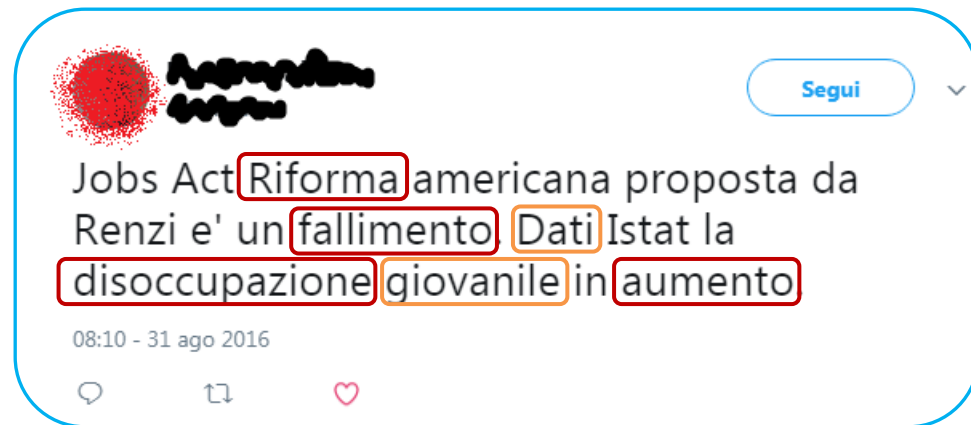 Segui
Jobs Act Riforma americana proposta da
Renzi e' un fallimento. Dati Istat la
disoccupazione giovanile in aumento.
08:10 - 31 ago 2016